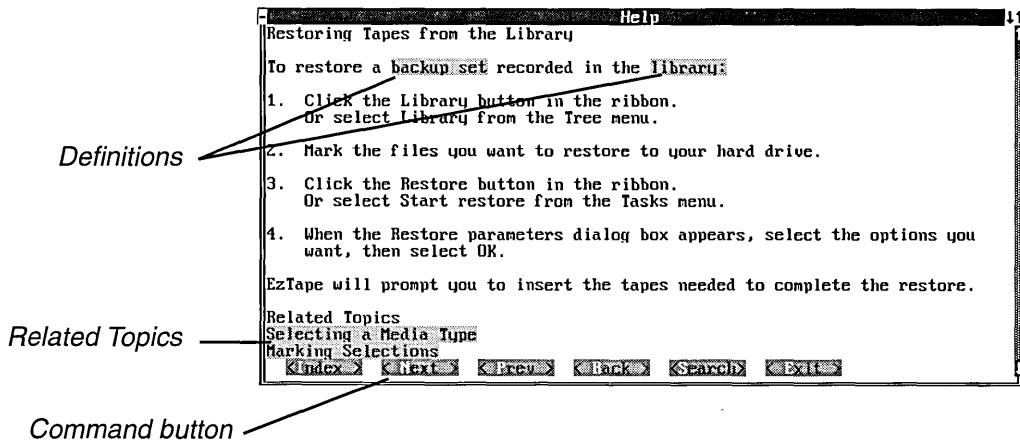 Help
Restoring Tapes from the Library
To restore a backup set recorded in the library:
1. Click the Library button in the ribbon.
Or select Library from the Tree menu.
Definitions
2. Mark the files you want to restore to your hard drive.
3. Click the Restore button in the ribbon.
Or select Start restore from the Tasks menu.
4. When the Restore parameters dialog box appears, select the options you
want, then select OK.
EzTape will prompt you to insert the tapes needed to complete the restore.
Related Topics
Related Topics
Selecting a Media Type
Marking Selections
< Index > < Next > < Prev > < Back > <Search> < Exit >
Command button